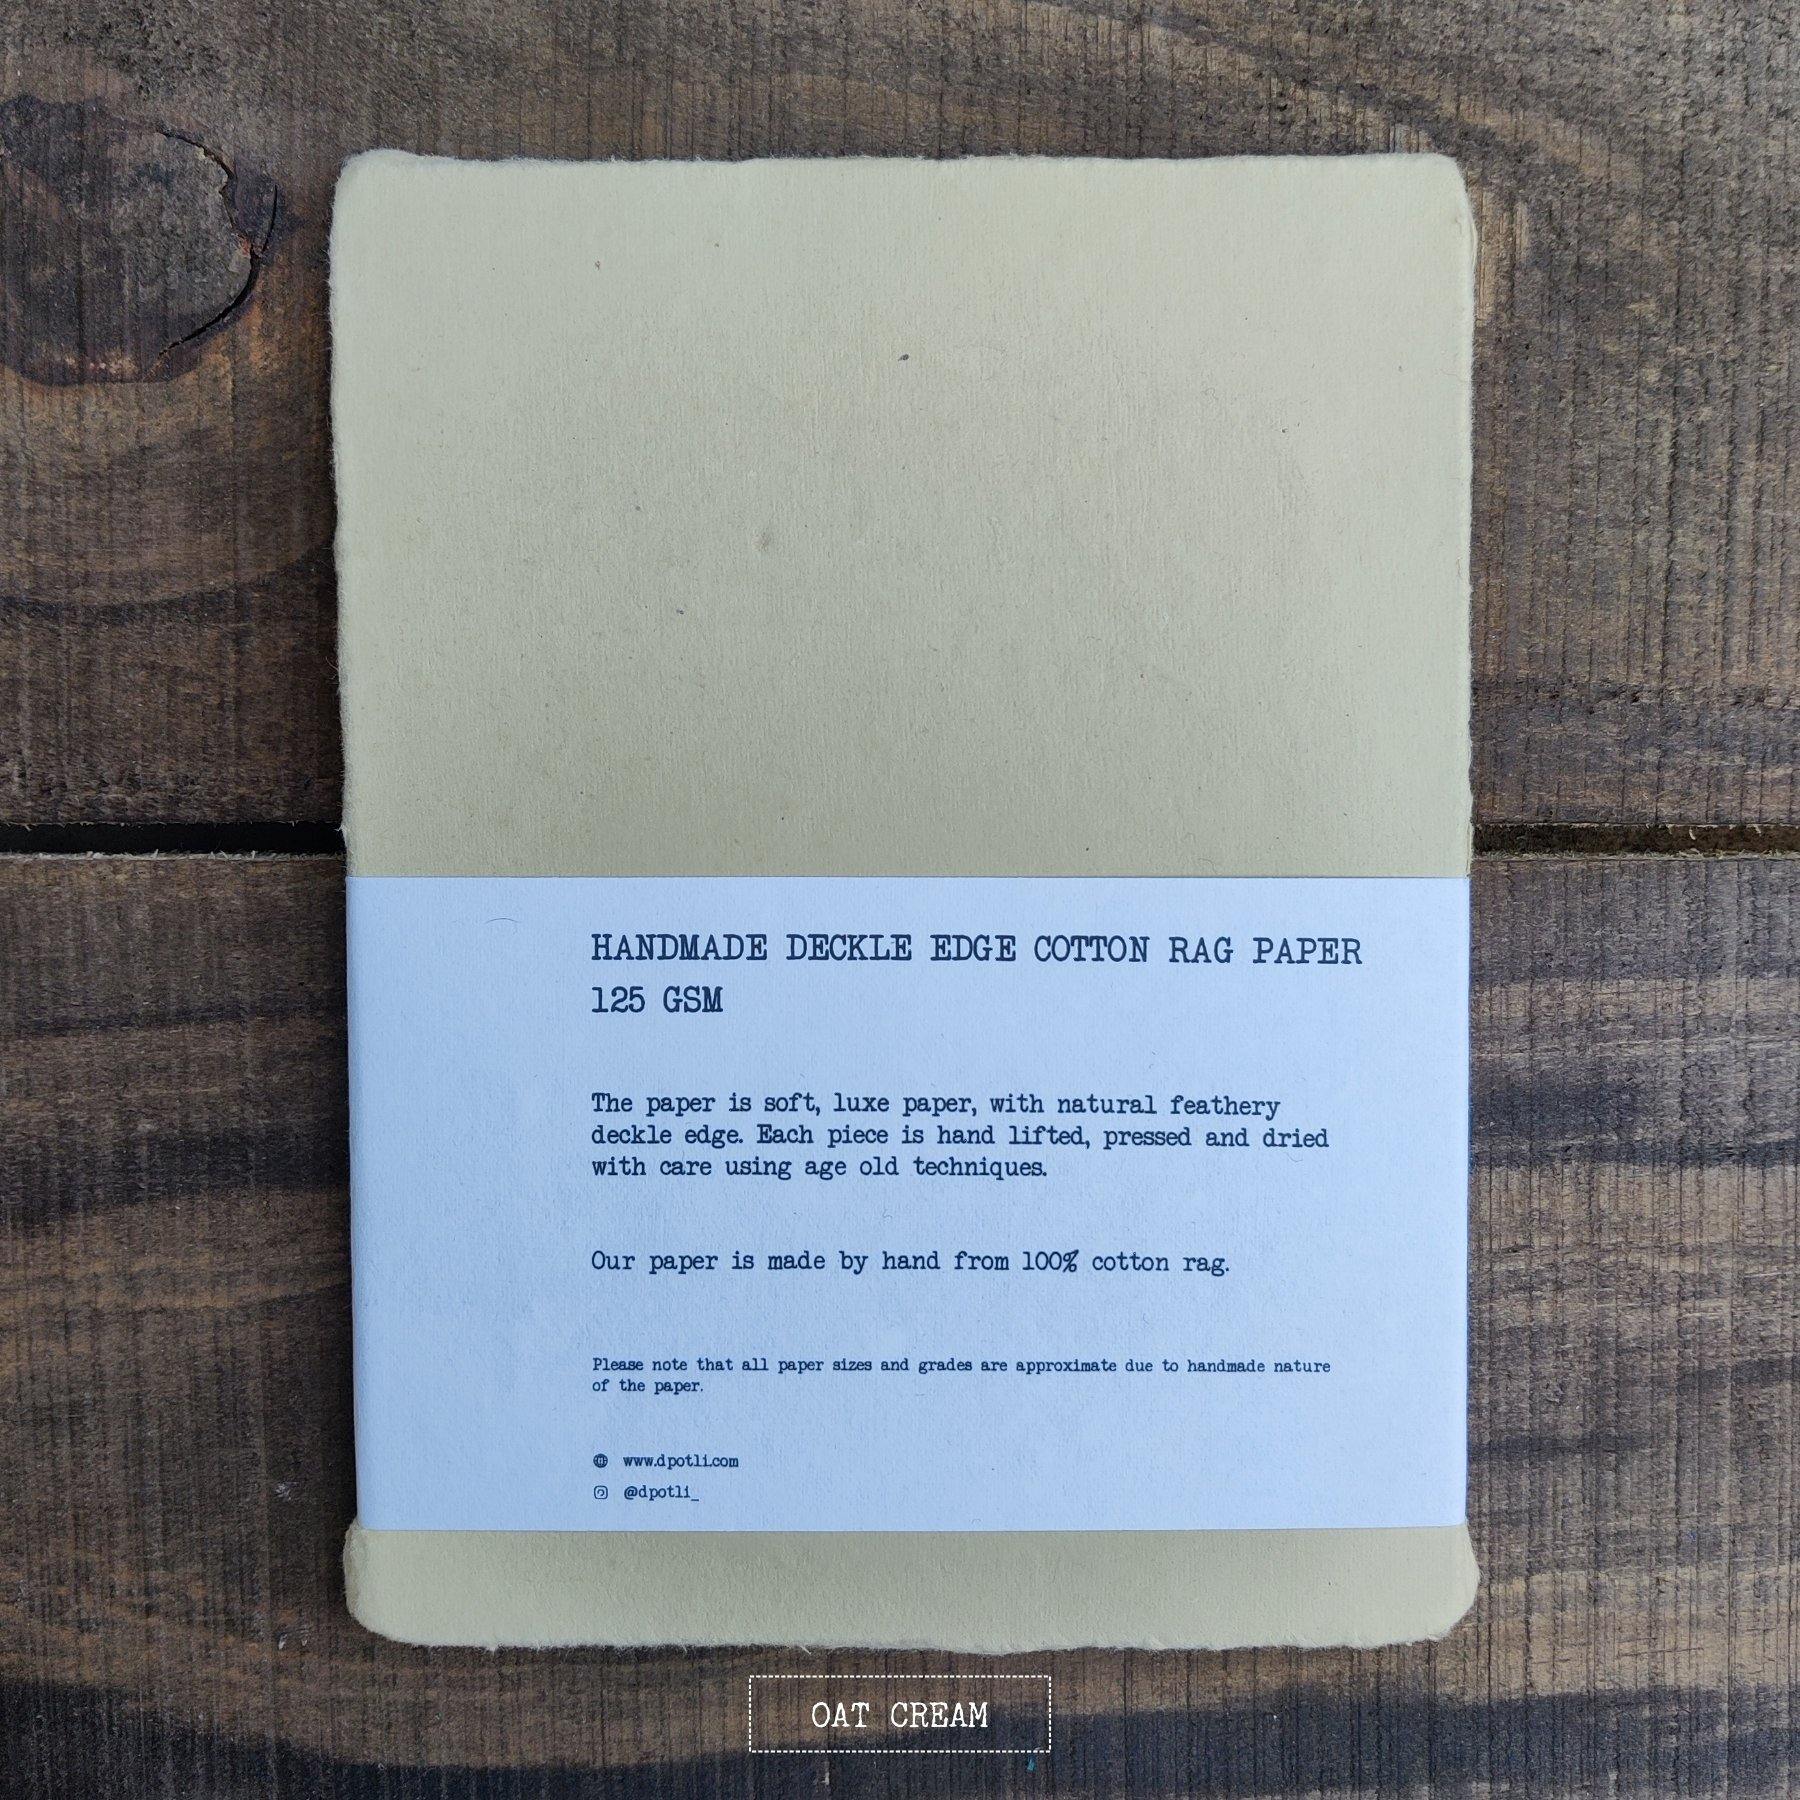 HANDMADE DECKLE EDGE COTTON RAG PAPER
125 GSM
The paper is soft, luxe paper, with natural feathery
deckle edge. Each piece is hand lifted, pressed and dried
with care using age old techniques.
Our paper is made by hand from 100% cotton rag.
Please note that all paper sizes and grades are approximate due to handmade nature
of the paper.
www.dpotli.com
@dpotli_
OAT CREAM